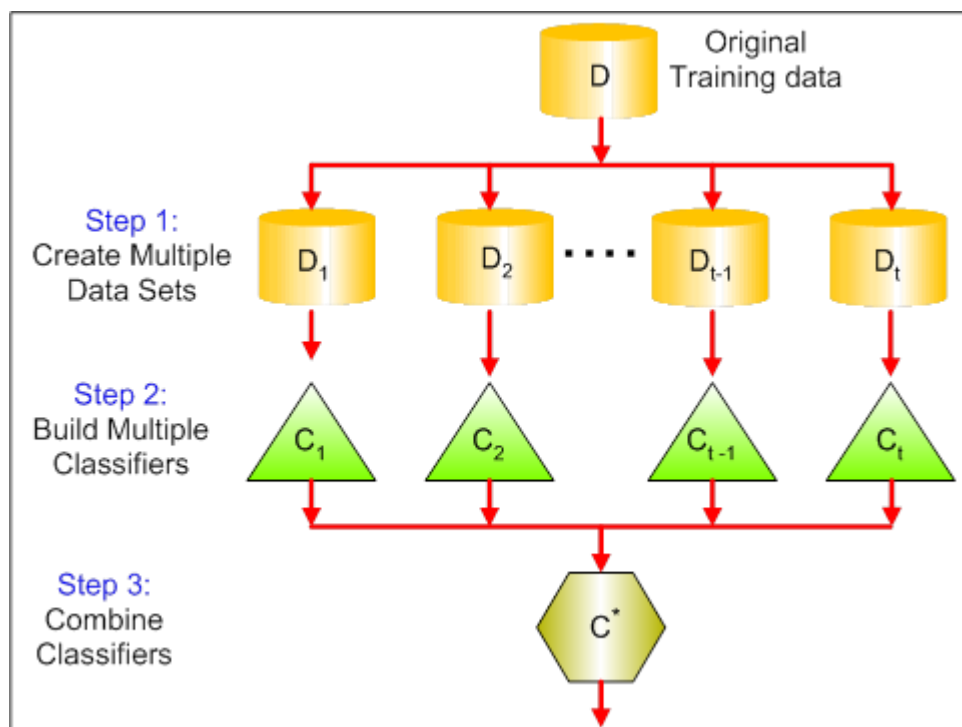 D
Original
Training data
Step 1:
Create Multiple
Data Sets
D₁
D₂
....
Dₜ₋₁
Dₜ
Step 2:
Build Multiple
Classifiers
C₁
C₂
Cₜ ₋₁
Cₜ
Step 3:
Combine
Classifiers
C*